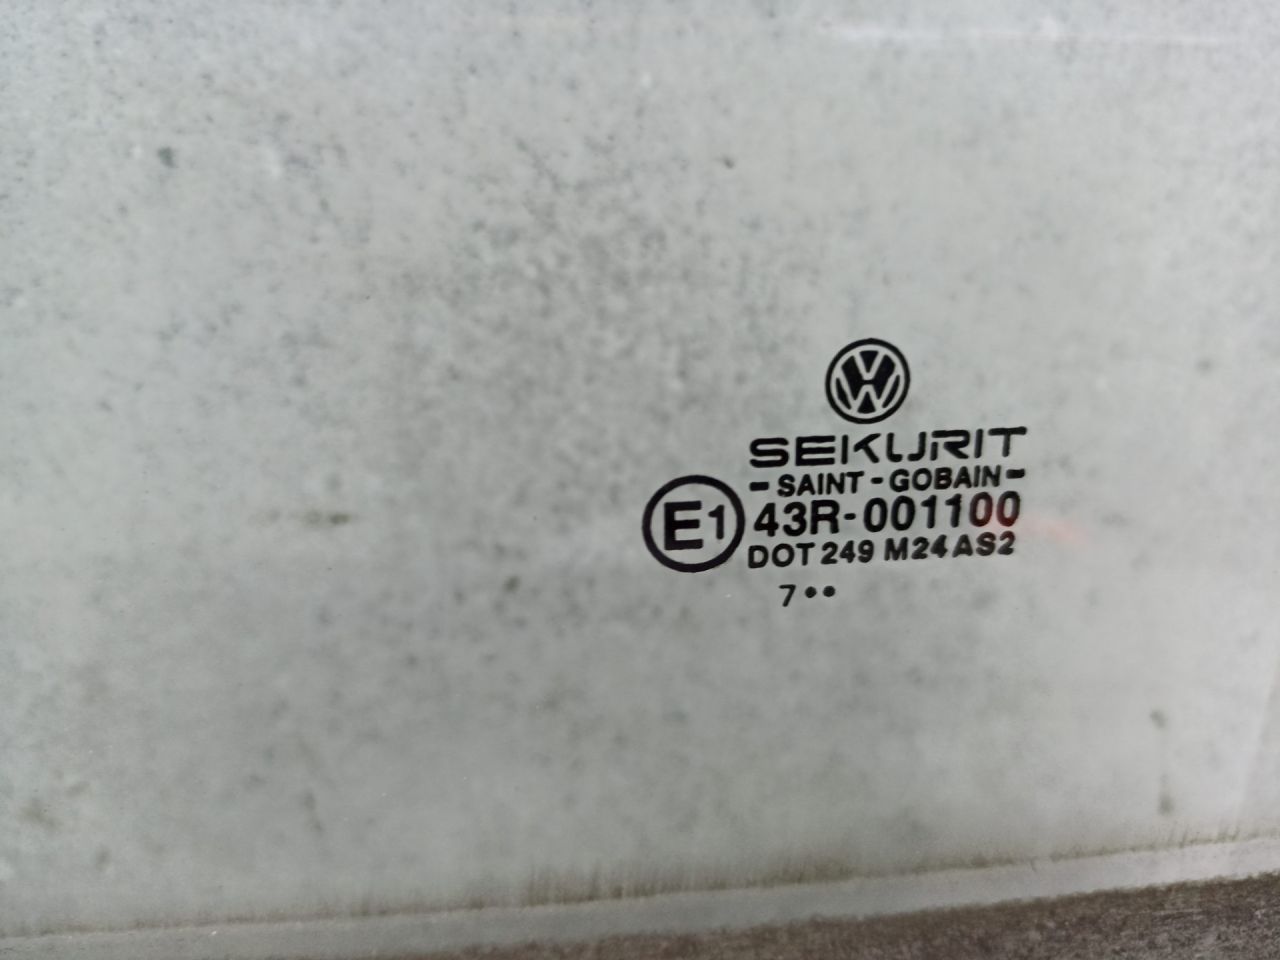 SEKURIT
- SAINT - GOBAIN -
E1 43R-001100
DOT 249 M24 AS2
7 ••